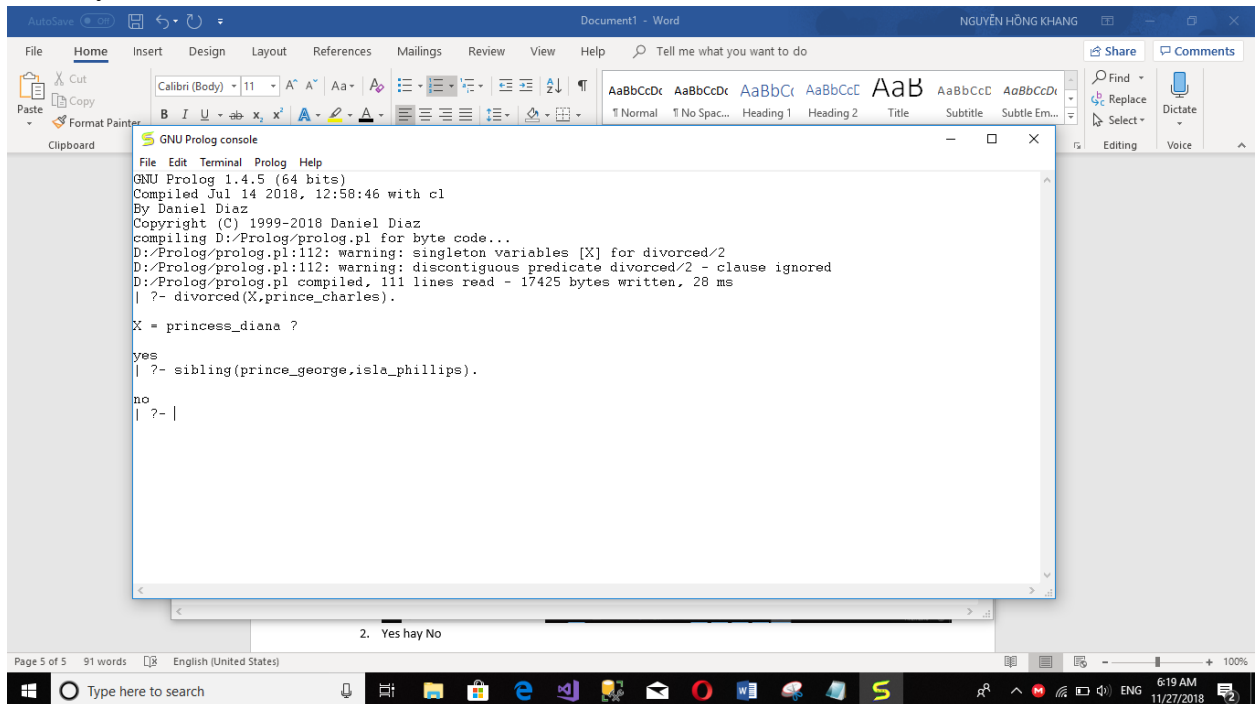 AutoSave Off Document1 - Word NGUYỄN HỒNG KHANG
File Home Insert Design Layout References Mailings Review View Help Tell me what you want to do Share Comments
Cut
Copy
Paste
Format Painter
Clipboard
Calibri (Body) 11 A^ Aˇ Aa
B I U ab x₂ x² A A
AaBbCcDc AaBbCcDc AaBbCc AaBbCcE AaB AaBbCcD AaBbCcDc
¶ Normal ¶ No Spac... Heading 1 Heading 2 Title Subtitle Subtle Em...
Find
Replace
Select
Editing
Dictate
Voice
GNU Prolog console
File Edit Terminal Prolog Help
GNU Prolog 1.4.5 (64 bits)
Compiled Jul 14 2018, 12:58:46 with cl
By Daniel Diaz
Copyright (C) 1999-2018 Daniel Diaz
compiling D:/Prolog/prolog.pl for byte code...
D:/Prolog/prolog.pl:112: warning: singleton variables [X] for divorced/2
D:/Prolog/prolog.pl:112: warning: discontiguous predicate divorced/2 - clause ignored
D:/Prolog/prolog.pl compiled, 111 lines read - 17425 bytes written, 28 ms
| ?- divorced(X,prince_charles).
X = princess_diana ?
yes
| ?- sibling(prince_george,isla_phillips).
no
| ?-
2. Yes hay No
Page 5 of 5 91 words English (United States) 100%
Type here to search ENG 6:19 AM
11/27/2018